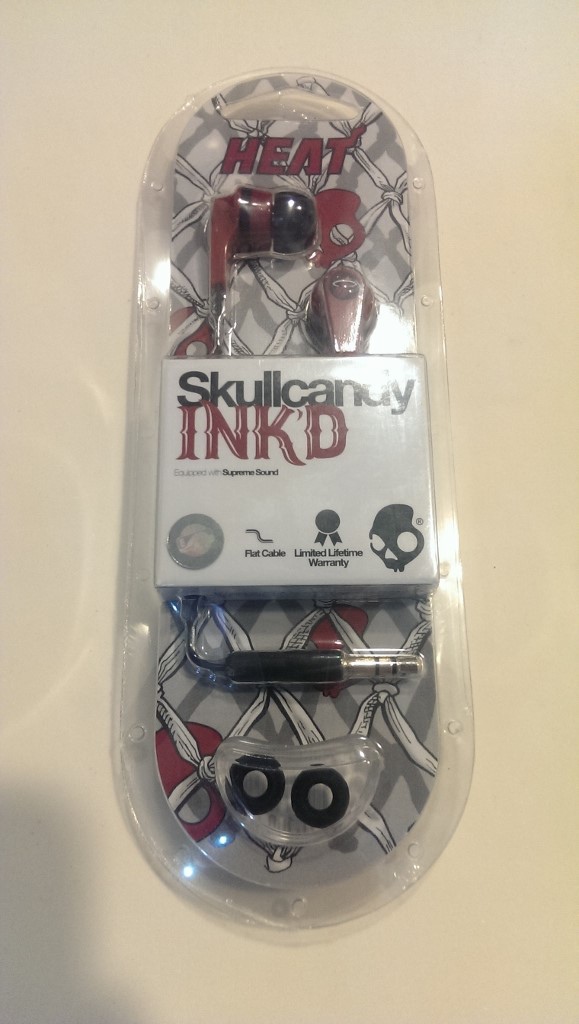 HEAT
Skullcandy
INK'D
Equipped with Supreme Sound
®
Flat Cable
Limited Lifetime
Warranty